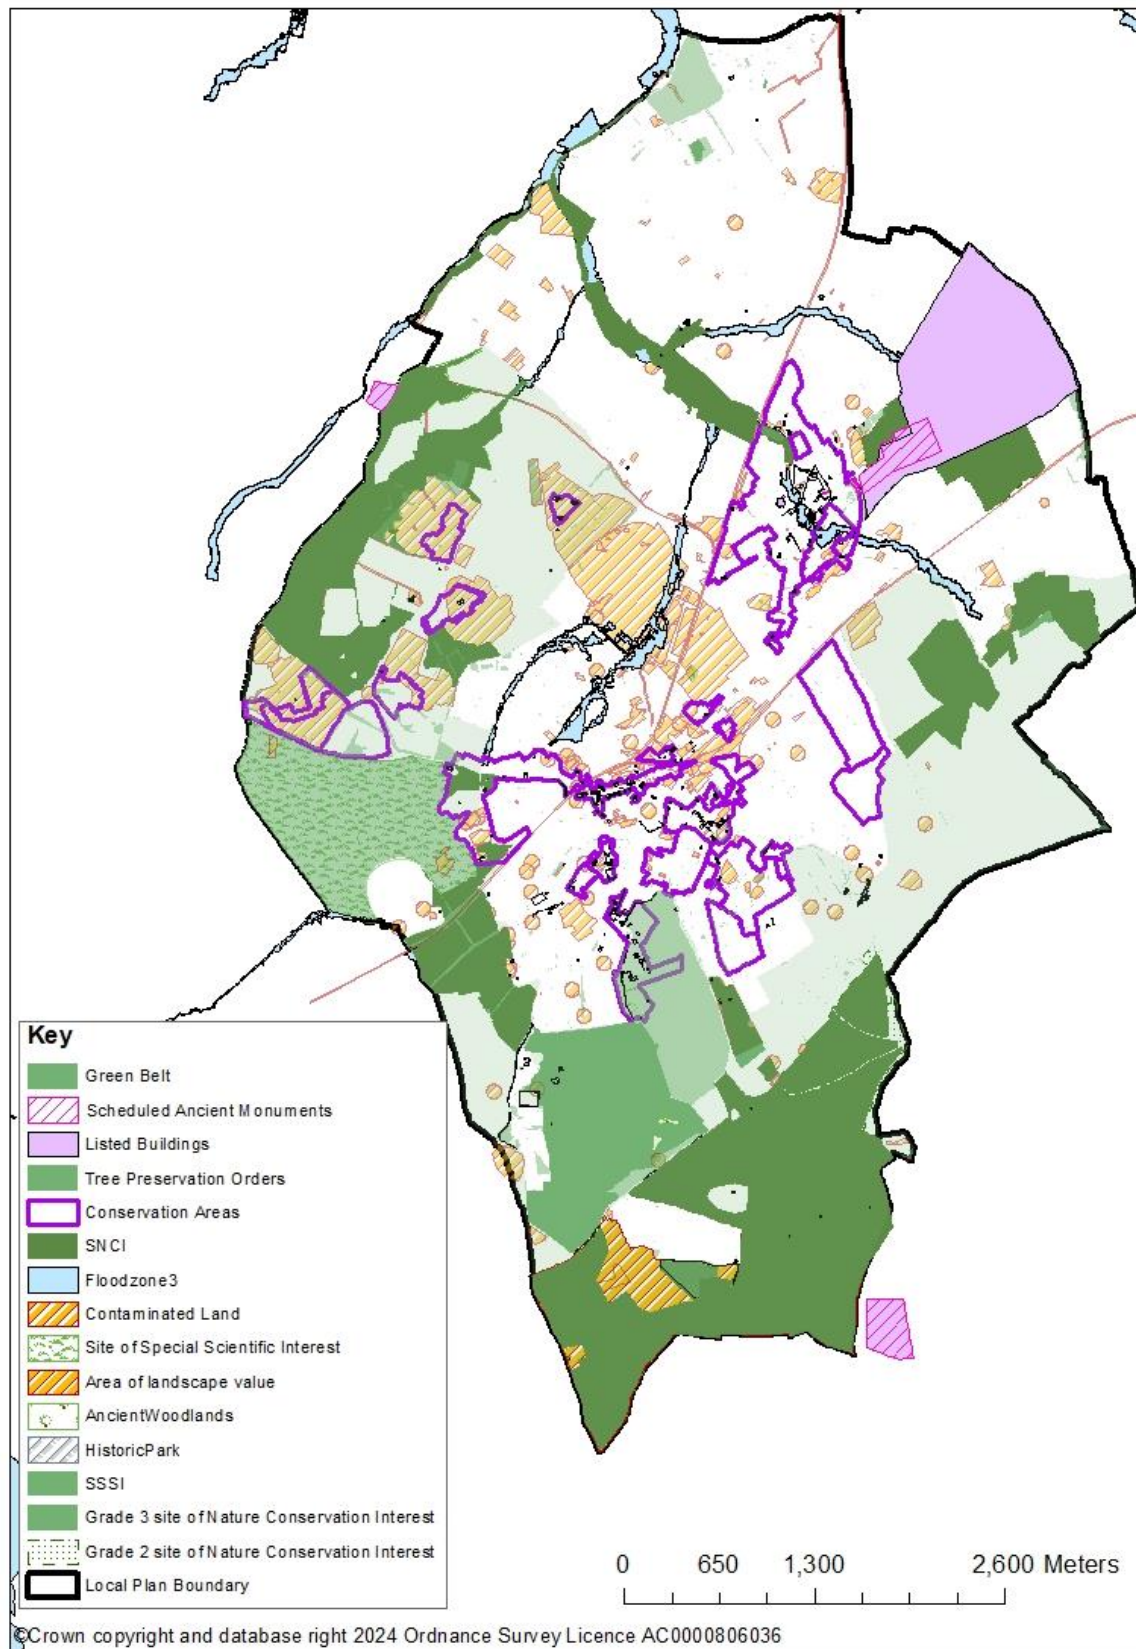 Key
Green Belt
Scheduled Ancient Monuments
Listed Buildings
Tree Preservation Orders
Conservation Areas
SNCI
Floodzone3
Contaminated Land
Site of Special Scientific Interest
Area of landscape value
AncientWoodlands
HistoricPark
SSSI
Grade 3 site of Nature Conservation Interest
Grade 2 site of Nature Conservation Interest
Local Plan Boundary
0 650 1,300 2,600 Meters
©Crown copyright and database right 2024 Ordnance Survey Licence AC0000806036